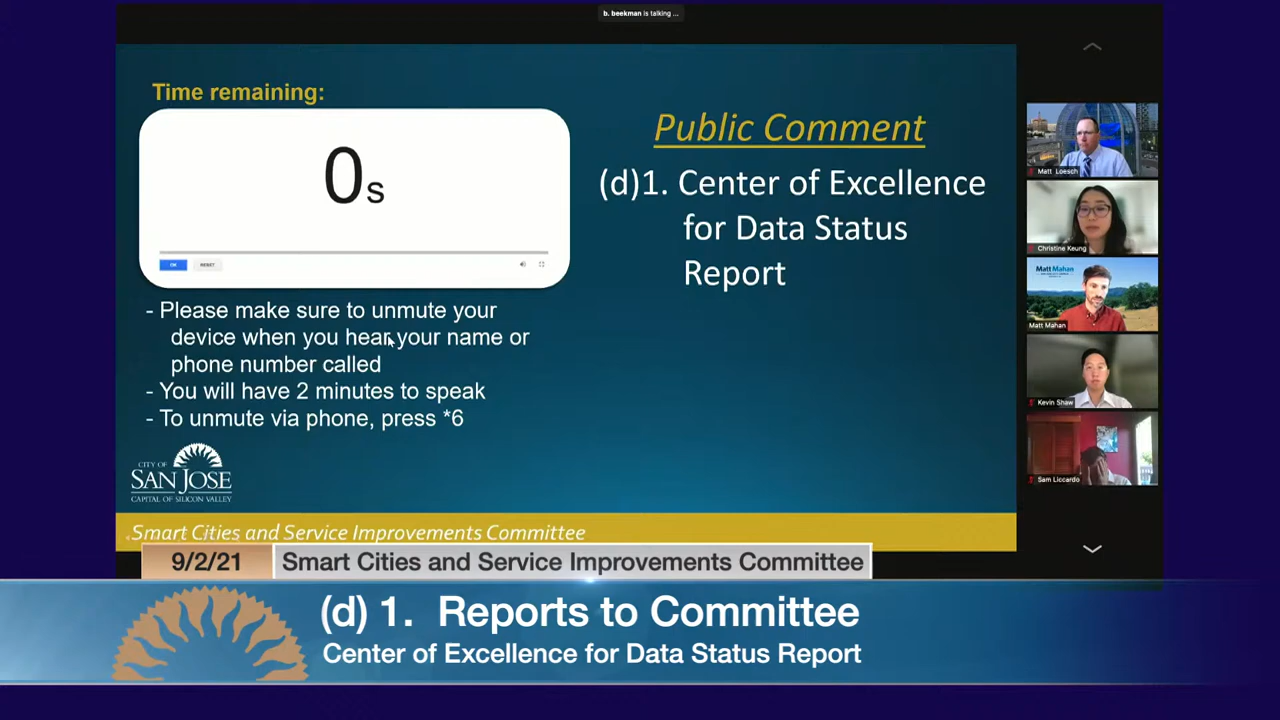 b. beekman is talking ...
Time remaining:
0s
OK
RESET
- Please make sure to unmute your
device when you hear your name or
phone number called
- You will have 2 minutes to speak
- To unmute via phone, press *6
CITY OF
SAN JOSE
CAPITAL OF SILICON VALLEY
Public Comment
(d)1. Center of Excellence
for Data Status
Report
Matt Loesch
Christine Keung
Matt Mahan
Matt Mahan
Kevin Shaw
Sam Liccardo
Smart Cities and Service Improvements Committee
9/2/21
Smart Cities and Service Improvements Committee
(d) 1. Reports to Committee
Center of Excellence for Data Status Report